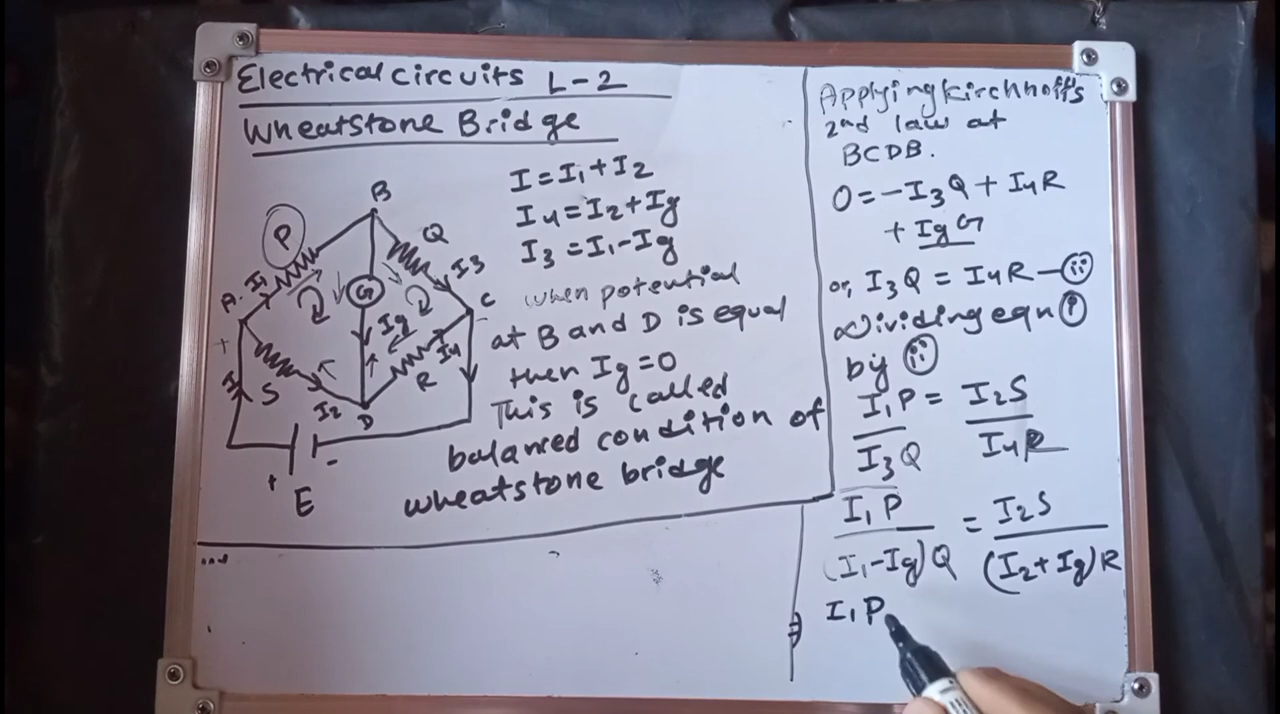 Electrical circuits L-2
Wheatstone Bridge
B
P
Q
I1
I3
A.
G
C
Ig
I4
+
S
R
I2
D
I
+
-
E
I=I1+I2
I4=I2+Ig
I3=I1-Ig
when potential
at B and D is equal
then Ig=0
This is called
balanced condition of
wheatstone bridge
Applying Kirchhoff's
2nd law at
BCDB.
0=-I3Q+I4R
+IgG
or, I3Q=I4R-(ii)
Dividing eqn (i)
by (ii)
I1P/I3Q = I2S/I4R
I1P/(I1-Ig)Q = I2S/(I2+Ig)R
I1P